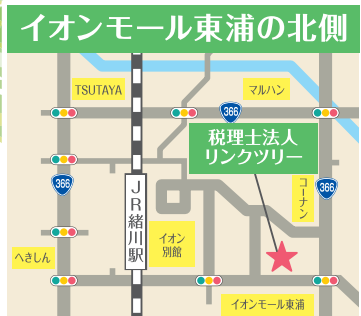 イオンモール東浦の北側
TSUTAYA
マルハン
366
税理士法人
リンクツリー
366
JR緒川駅
コーナン
366
イオン
別館
へきしん
イオンモール東浦